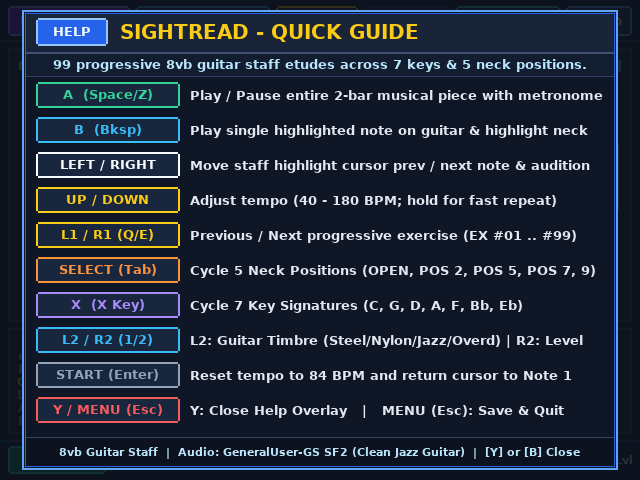 HELP SIGHTREAD - QUICK GUIDE
99 progressive 8vb guitar staff etudes across 7 keys & 5 neck positions.
A (Space/Z) Play / Pause entire 2-bar musical piece with metronome
B (Bksp) Play single highlighted note on guitar & highlight neck
LEFT / RIGHT Move staff highlight cursor prev / next note & audition
UP / DOWN Adjust tempo (40 - 180 BPM; hold for fast repeat)
L1 / R1 (Q/E) Previous / Next progressive exercise (EX #01 .. #99)
SELECT (Tab) Cycle 5 Neck Positions (OPEN, POS 2, POS 5, POS 7, 9)
X (X Key) Cycle 7 Key Signatures (C, G, D, A, F, Bb, Eb)
L2 / R2 (1/2) L2: Guitar Timbre (Steel/Nylon/Jazz/Overd) | R2: Level
START (Enter) Reset tempo to 84 BPM and return cursor to Note 1
Y / MENU (Esc) Y: Close Help Overlay | MENU (Esc): Save & Quit
8vb Guitar Staff | Audio: GeneralUser-GS SF2 (Clean Jazz Guitar) | [Y] or [B] Close